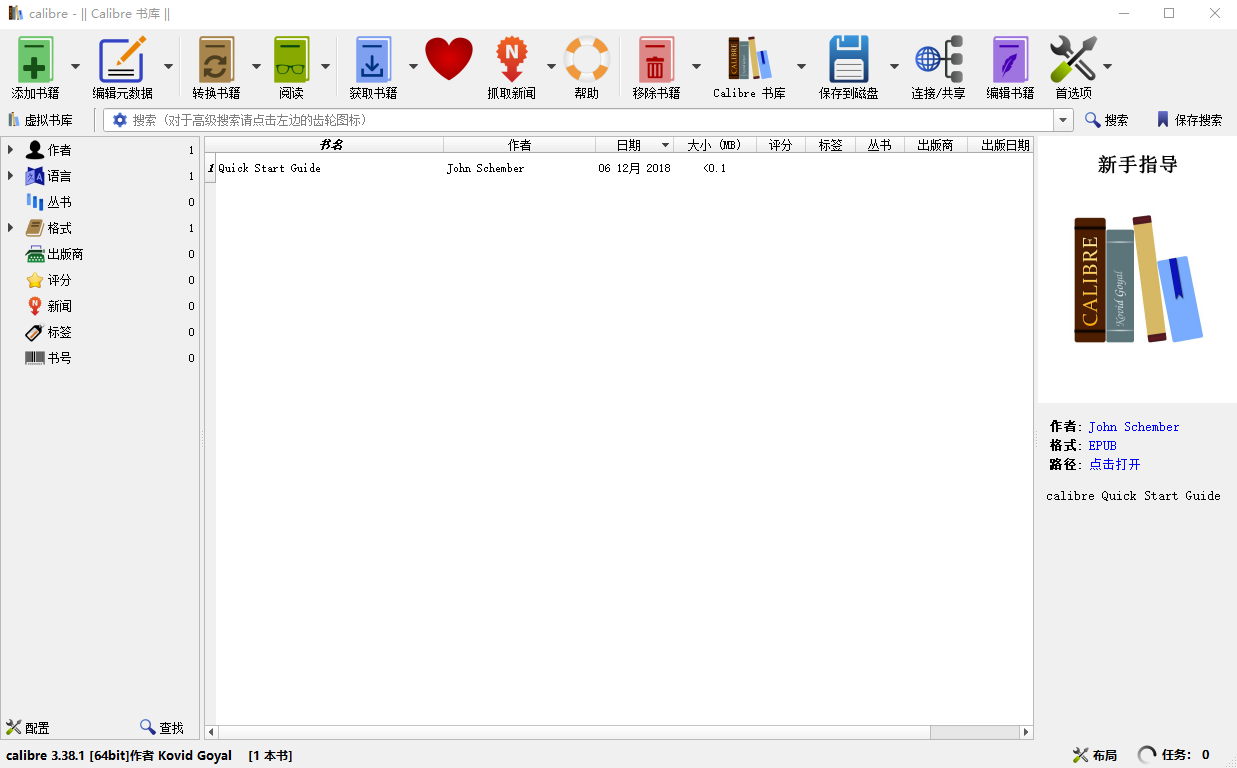 calibre - || Calibre 书库 ||
添加书籍 编辑元数据 转换书籍 阅读 获取书籍 抓取新闻 帮助 移除书籍 Calibre 书库 保存到磁盘 连接/共享 编辑书籍 首选项
虚拟书库 搜索（对于高级搜索请点击左边的齿轮图标） 搜索 保存搜索
书名 作者 日期 大小 (MB) 评分 标签 丛书 出版商 出版日期
1 Quick Start Guide John Schember 06 12月 2018 <0.1
作者 1
语言 1
丛书 0
格式 1
出版商 0
评分 0
新闻 0
标签 0
书号 0
新手指导
CALIBRE
Kovid Goyal
作者: John Schember
格式: EPUB
路径: 点击打开
calibre Quick Start Guide
配置 查找
calibre 3.38.1 [64bit]作者 Kovid Goyal [1 本书] 布局 任务: 0